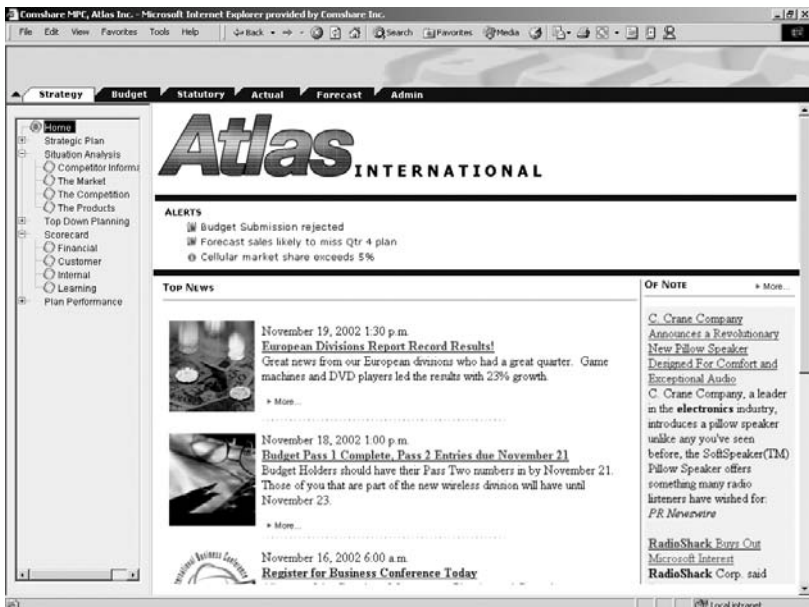 Comshare MPC, Atlas Inc. - Microsoft Internet Explorer provided by Comshare Inc.
File Edit View Favorites Tools Help
Back
Search
Favorites
Media
Strategy Budget Statutory Actual Forecast Admin
Home
Strategic Plan
Situation Analysis
Competitor Informa
The Market
The Competition
The Products
Top Down Planning
Scorecard
Financial
Customer
Internal
Learning
Plan Performance
Atlas INTERNATIONAL
ALERTS
Budget Submission rejected
Forecast sales likely to miss Qtr 4 plan
Cellular market share exceeds 5%
TOP NEWS
November 19, 2002 1:30 p.m.
European Divisions Report Record Results!
Great news from our European divisions who had a great quarter. Game
machines and DVD players led the results with 23% growth.
More...
November 18, 2002 1:00 p.m.
Budget Pass 1 Complete, Pass 2 Entries due November 21
Budget Holders should have their Pass Two numbers in by November 21.
Those of you that are part of the new wireless division will have until
November 23.
More...
International Business Conference
November 16, 2002 6:00 a.m.
Register for Business Conference Today
OF NOTE
More...
C. Crane Company
Announces a Revolutionary
New Pillow Speaker
Designed For Comfort and
Exceptional Audio
C. Crane Company, a leader
in the electronics industry,
introduces a pillow speaker
unlike any you've seen
before, the SoftSpeaker(TM)
Pillow Speaker offers
something many radio
listeners have wished for:
PR Newswire
RadioShack Buys Out
Microsoft Interest
RadioShack Corp. said
Local intranet